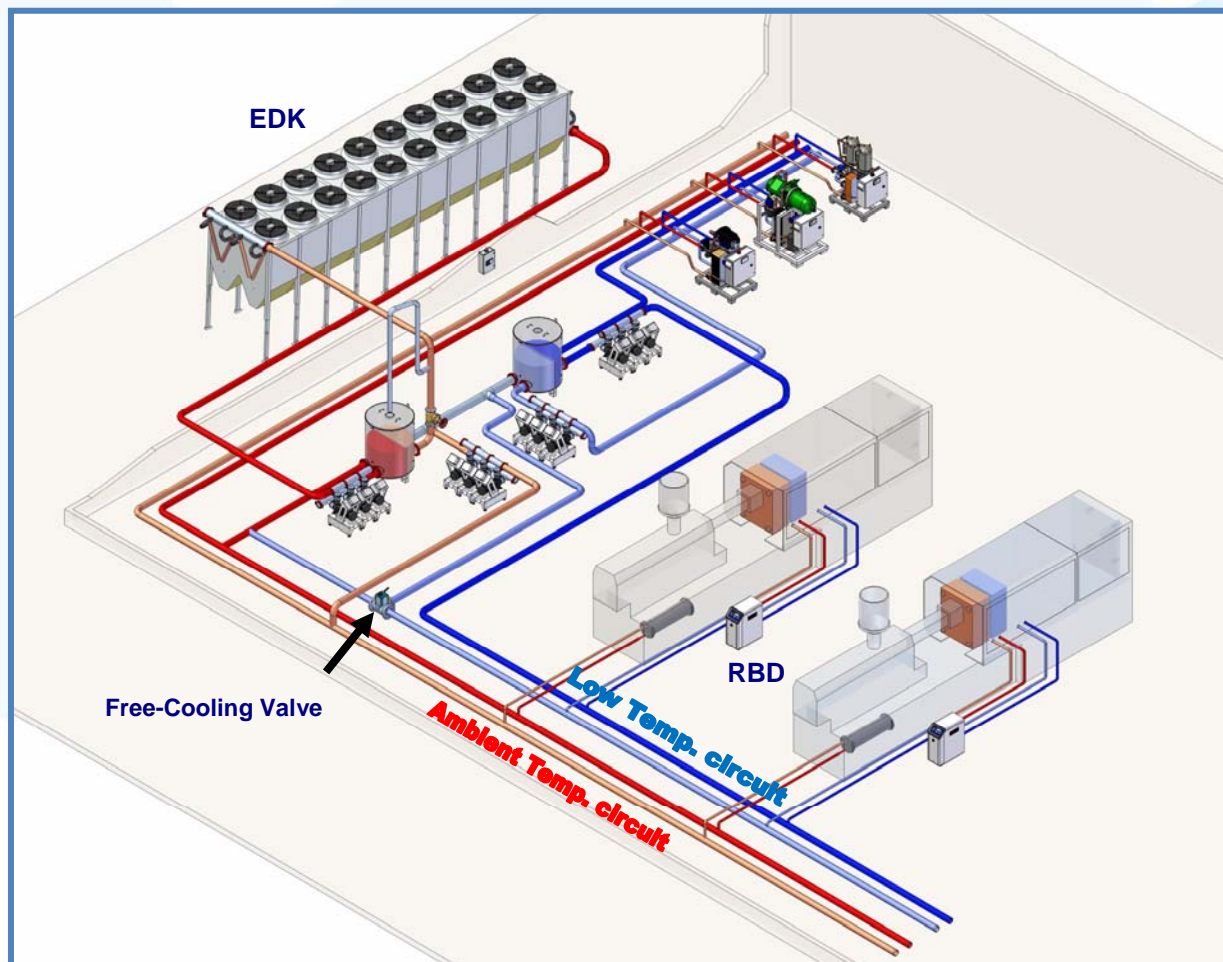 EDK
Free-Cooling Valve
RBD
Low Temp. circuit
Ambient Temp. circuit